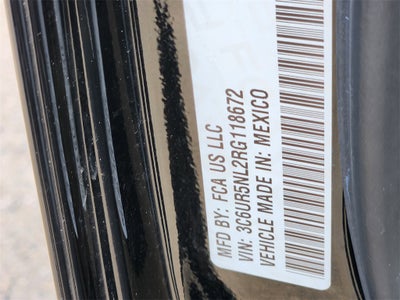 MFD BY: FCA US LLC
VIN: 3C6UR5NL2RG118672
VEHICLE MADE IN: MEXICO